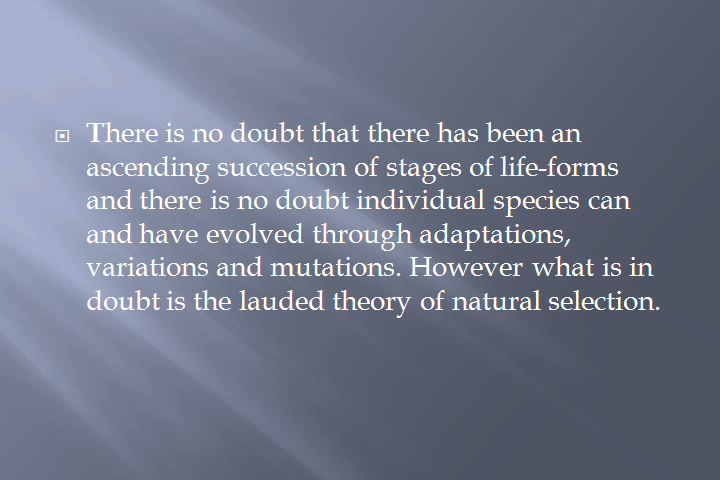 There is no doubt that there has been an
ascending succession of stages of life-forms
and there is no doubt individual species can
and have evolved through adaptations,
variations and mutations. However what is in
doubt is the lauded theory of natural selection.